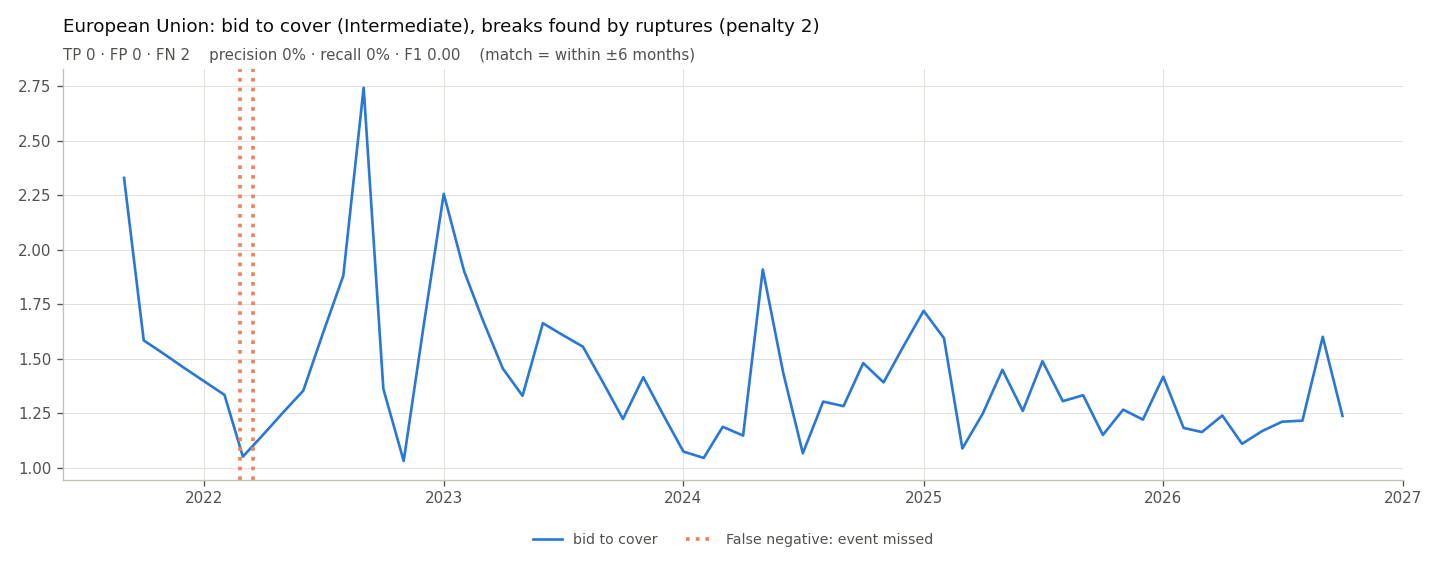 European Union: bid to cover (Intermediate), breaks found by ruptures (penalty 2)
TP 0 · FP 0 · FN 2    precision 0% · recall 0% · F1 0.00    (match = within ±6 months)
2.75
2.50
2.25
2.00
1.75
1.50
1.25
1.00
2022 2023 2024 2025 2026 2027
bid to cover    False negative: event missed